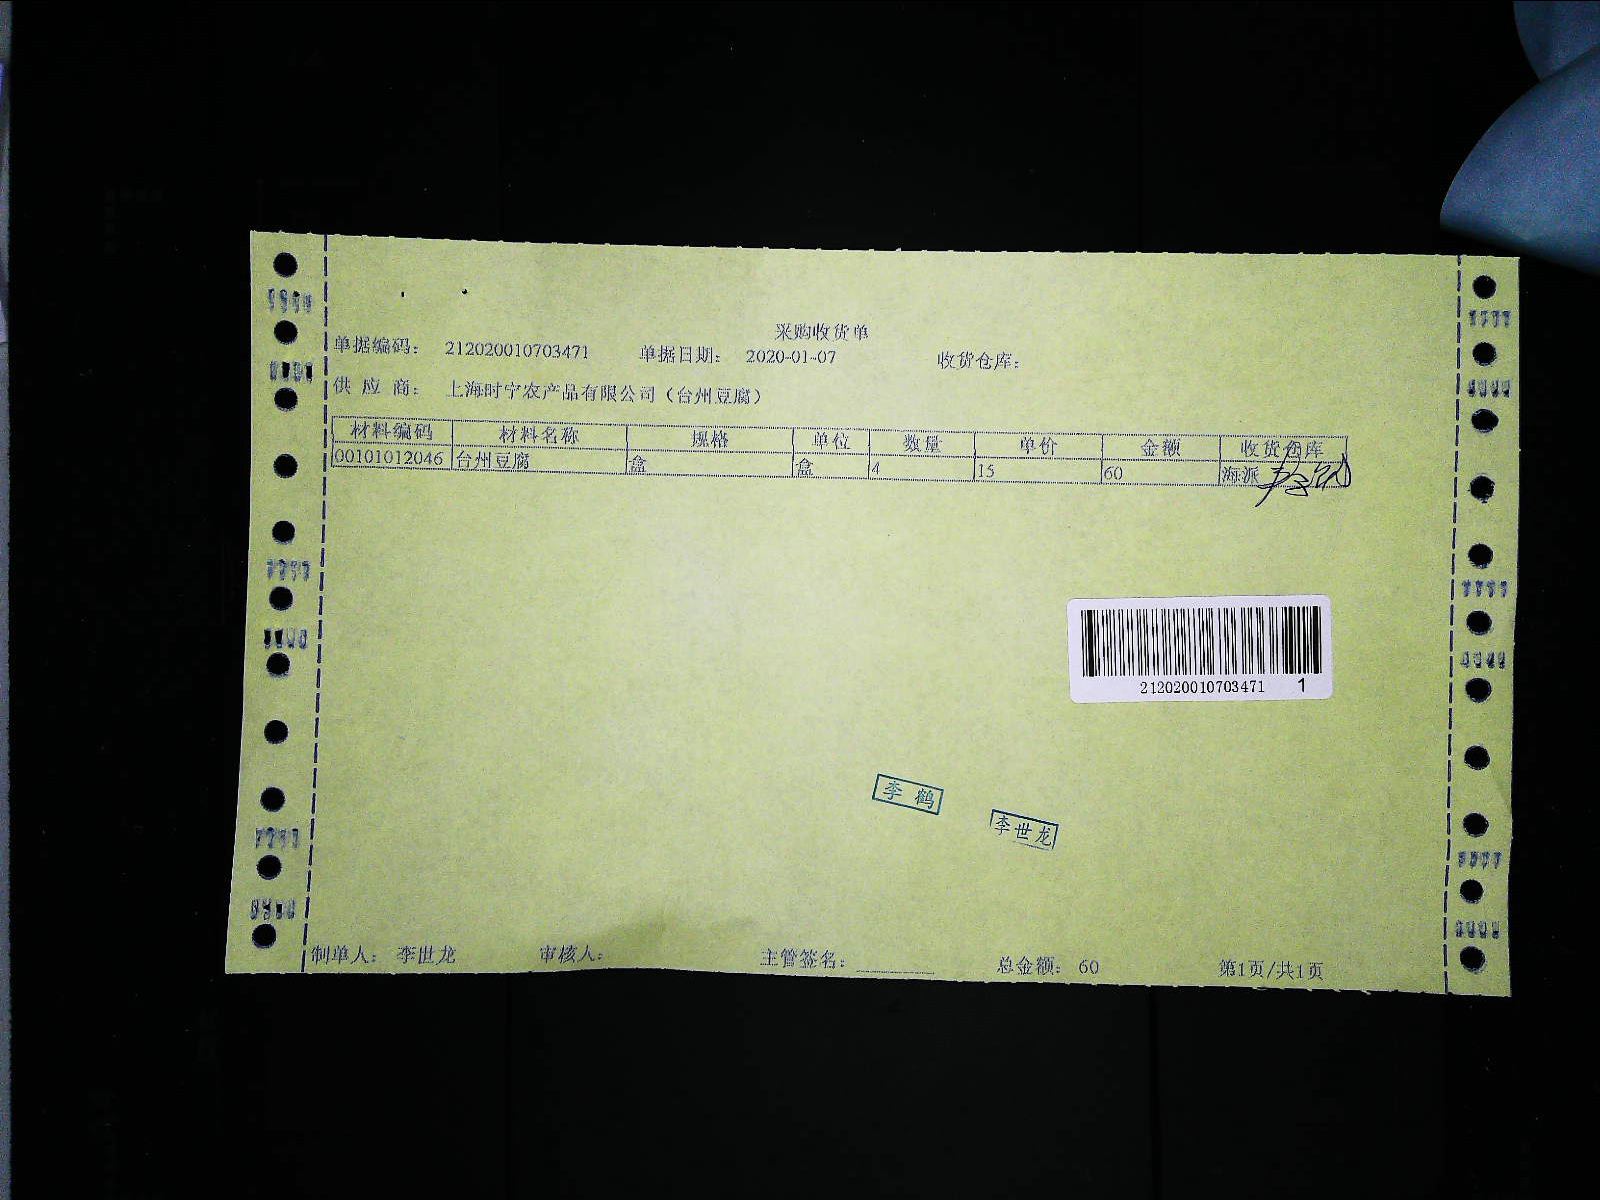 采购收货单
单据编码： 212020010703471 单据日期： 2020-01-07 收货仓库：
供 应 商： 上海时宁农产品有限公司（台州豆腐）
材料编码 材料名称 规格 单位 数量 单价 金额 收货仓库
00101012046 台州豆腐 盒 盒 4 15 60 海派
212020010703471 1
李 鹤
李世龙
制单人： 李世龙 审核人： 主管签名： 总金额： 60 第1页/共1页